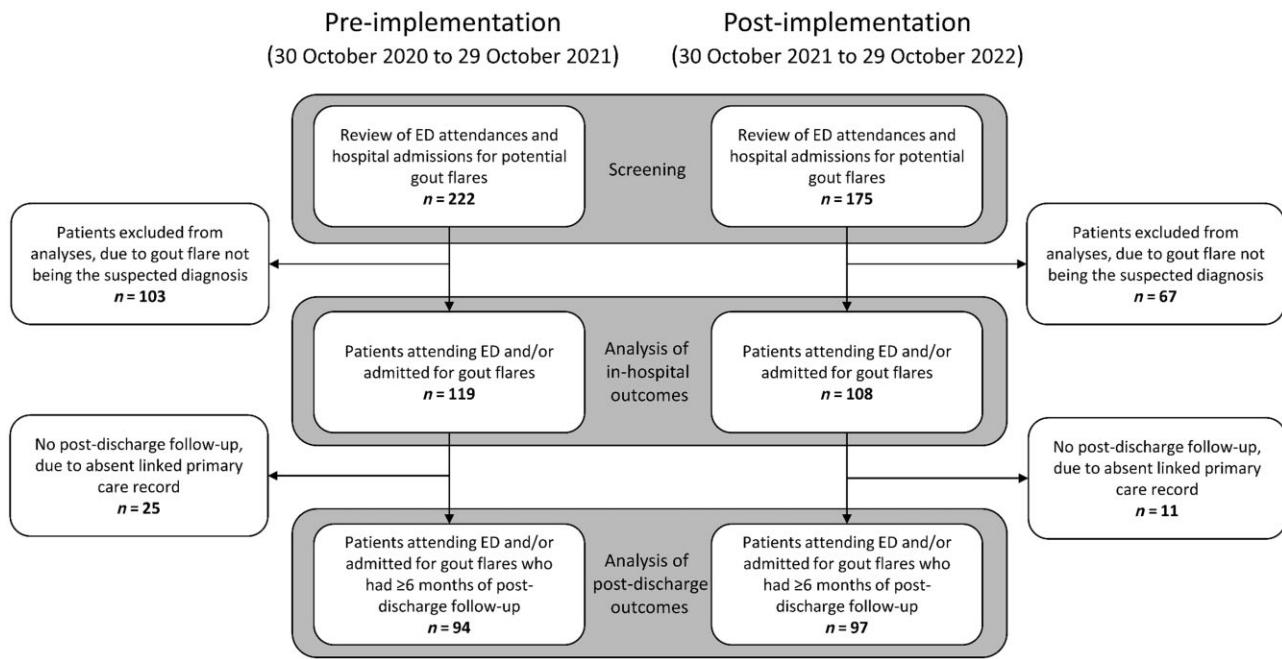 Pre-implementation
(30 October 2020 to 29 October 2021)
Post-implementation
(30 October 2021 to 29 October 2022)
Review of ED attendances and
hospital admissions for potential
gout flares
n = 222
Screening
Review of ED attendances and
hospital admissions for potential
gout flares
n = 175
Patients excluded from
analyses, due to gout flare not
being the suspected diagnosis
n = 103
Patients excluded from
analyses, due to gout flare not
being the suspected diagnosis
n = 67
Patients attending ED and/or
admitted for gout flares
n = 119
Analysis of
in-hospital
outcomes
Patients attending ED and/or
admitted for gout flares
n = 108
No post-discharge follow-up,
due to absent linked primary
care record
n = 25
No post-discharge follow-up,
due to absent linked primary
care record
n = 11
Patients attending ED and/or
admitted for gout flares who
had ≥6 months of post-
discharge follow-up
n = 94
Analysis of
post-discharge
outcomes
Patients attending ED and/or
admitted for gout flares who
had ≥6 months of post-
discharge follow-up
n = 97